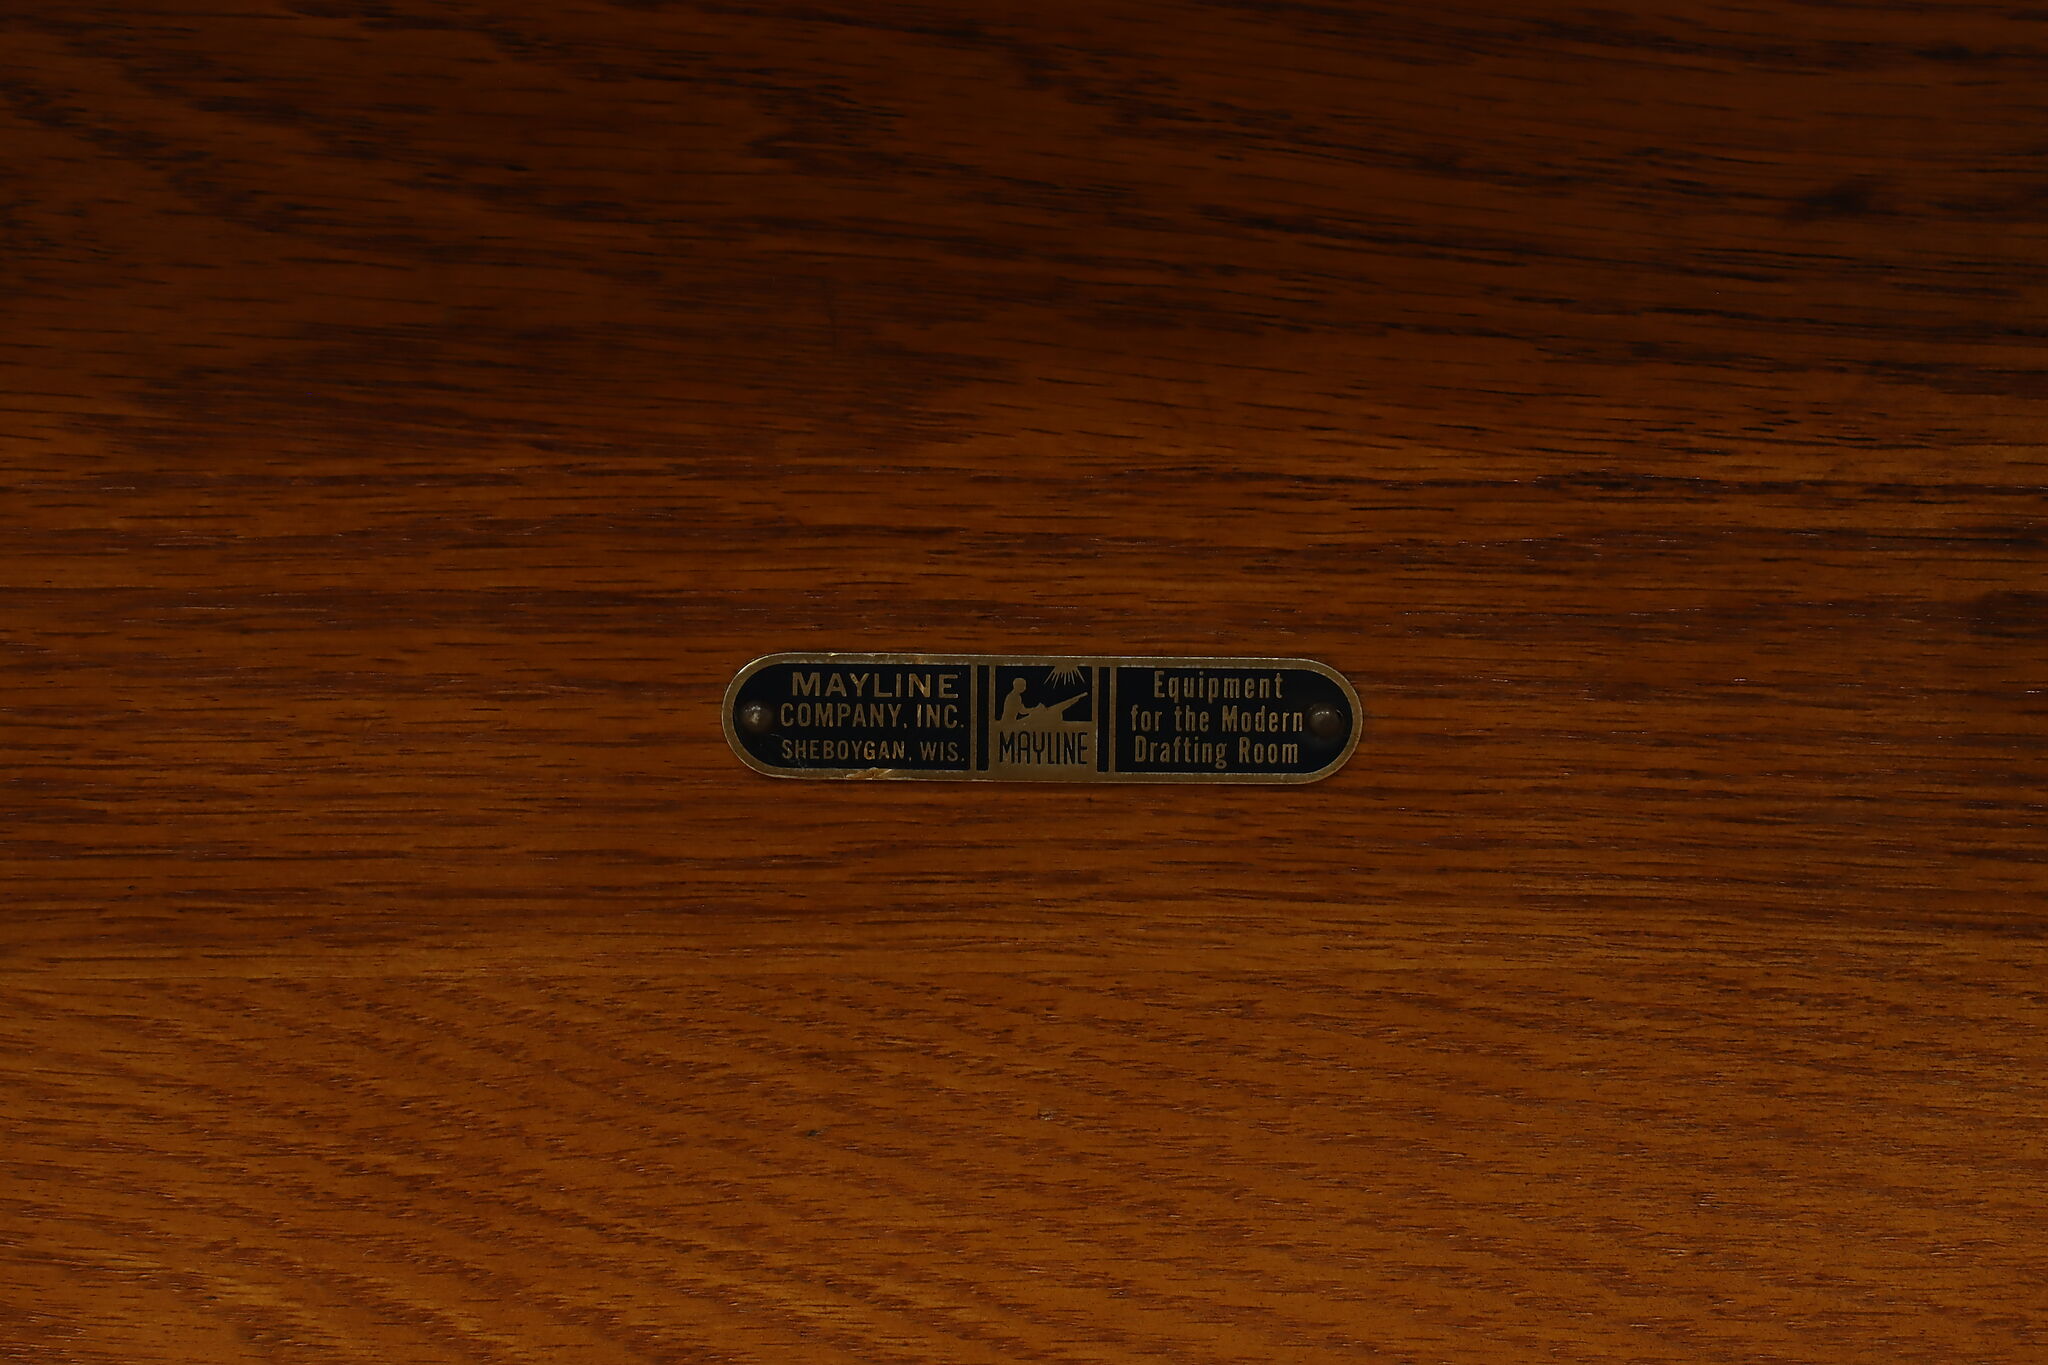 MAYLINE
COMPANY, INC.
SHEBOYGAN, WIS.
MAYLINE
Equipment
for the Modern
Drafting Room